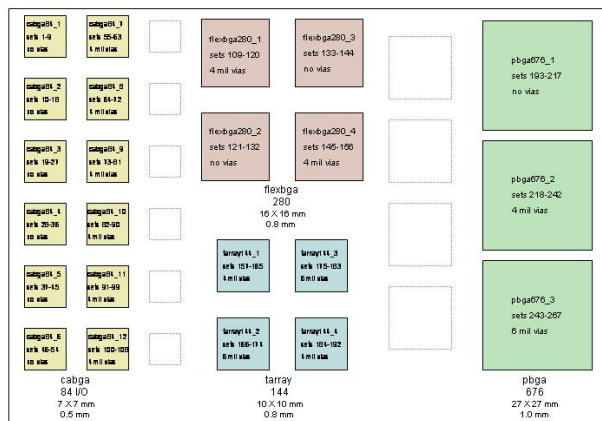 cabga84_1
sets 1-9
no vias
cabga84_7
sets 55-63
4 mil vias
cabga84_2
sets 10-18
no vias
cabga84_8
sets 64-72
4 mil vias
cabga84_3
sets 19-27
no vias
cabga84_9
sets 73-81
4 mil vias
cabga84_4
sets 28-36
no vias
cabga84_10
sets 82-90
4 mil vias
cabga84_5
sets 37-45
no vias
cabga84_11
sets 91-99
4 mil vias
cabga84_6
sets 46-54
no vias
cabga84_12
sets 100-108
4 mil vias
cabga
84 I/O
7 X 7 mm
0.5 mm
flexbga280_1
sets 109-120
4 mil vias
flexbga280_3
sets 133-144
no vias
flexbga280_2
sets 121-132
no vias
flexbga280_4
sets 145-156
4 mil vias
flexbga
280
16 X 16 mm
0.8 mm
tarray144_1
sets 157-165
4 mil vias
tarray144_3
sets 175-183
6 mil vias
tarray144_2
sets 166-174
6 mil vias
tarray144_4
sets 184-192
4 mil vias
tarray
144
10 X 10 mm
0.8 mm
pbga676_1
sets 193-217
no vias
pbga676_2
sets 218-242
4 mil vias
pbga676_3
sets 243-267
6 mil vias
pbga
676
27 X 27 mm
1.0 mm